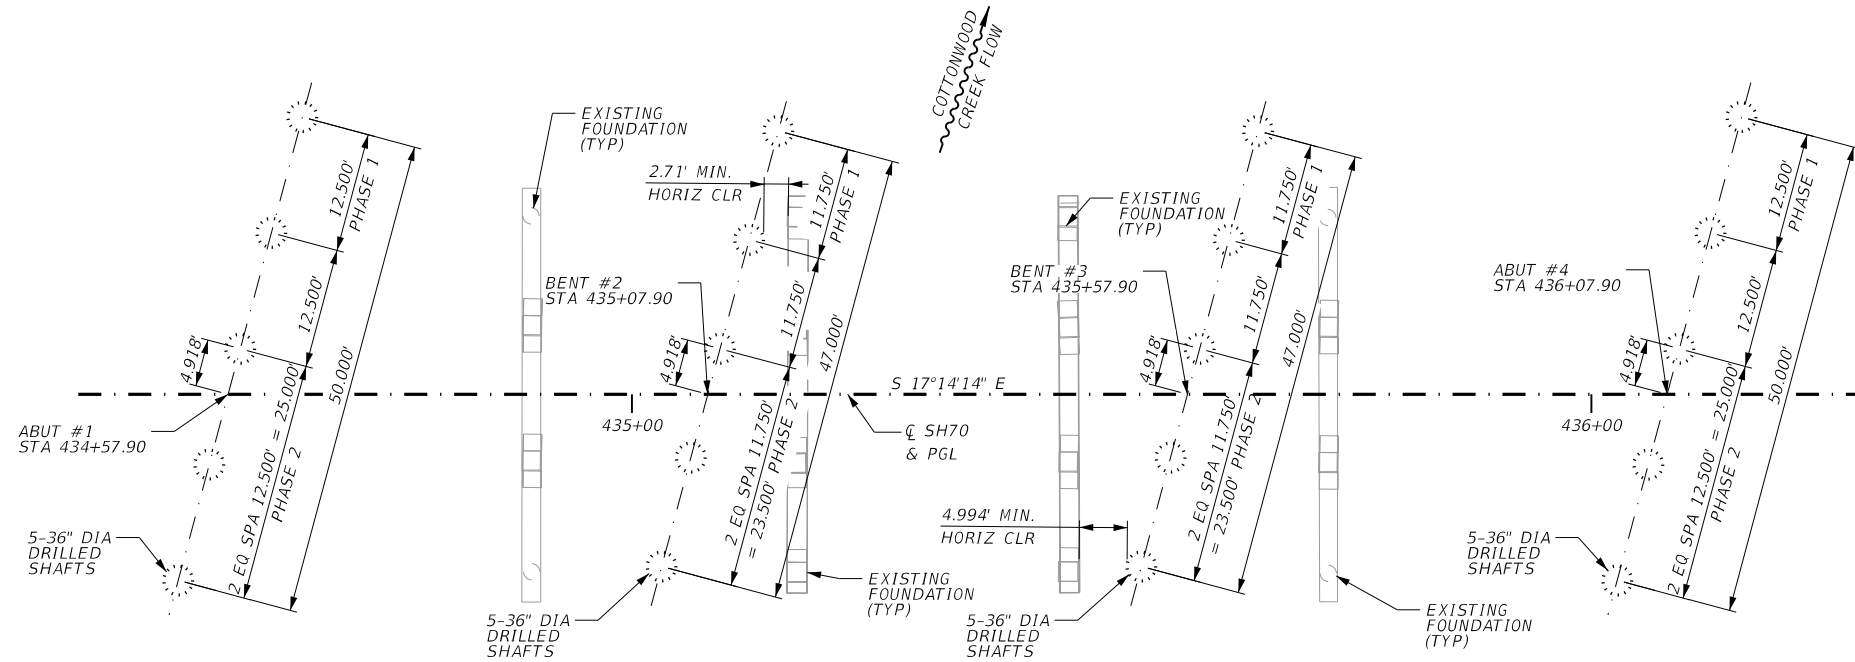 COTTONWOOD
CREEK FLOW
EXISTING
FOUNDATION
(TYP)
2.71' MIN.
HORIZ CLR
12.500'
PHASE 1
12.500'
4.918'
50.000'
2 EQ SPA 12.500' = 25.000'
PHASE 2
ABUT #1
STA 434+57.90
5-36" DIA
DRILLED
SHAFTS
BENT #2
STA 435+07.90
11.750'
PHASE 1
11.750'
4.918'
47.000'
2 EQ SPA 11.750'
= 23.500' PHASE 2
435+00
5-36" DIA
DRILLED
SHAFTS
EXISTING
FOUNDATION
(TYP)
S 17°14'14" E
℄ SH70
& PGL
EXISTING
FOUNDATION
(TYP)
BENT #3
STA 435+57.90
11.750'
PHASE 1
11.750'
4.918'
47.000'
2 EQ SPA 11.750'
= 23.500' PHASE 2
4.994' MIN.
HORIZ CLR
5-36" DIA
DRILLED
SHAFTS
ABUT #4
STA 436+07.90
12.500'
PHASE 1
12.500'
4.918'
50.000'
2 EQ SPA 12.500' = 25.000'
PHASE 2
436+00
5-36" DIA
DRILLED
SHAFTS
EXISTING
FOUNDATION
(TYP)